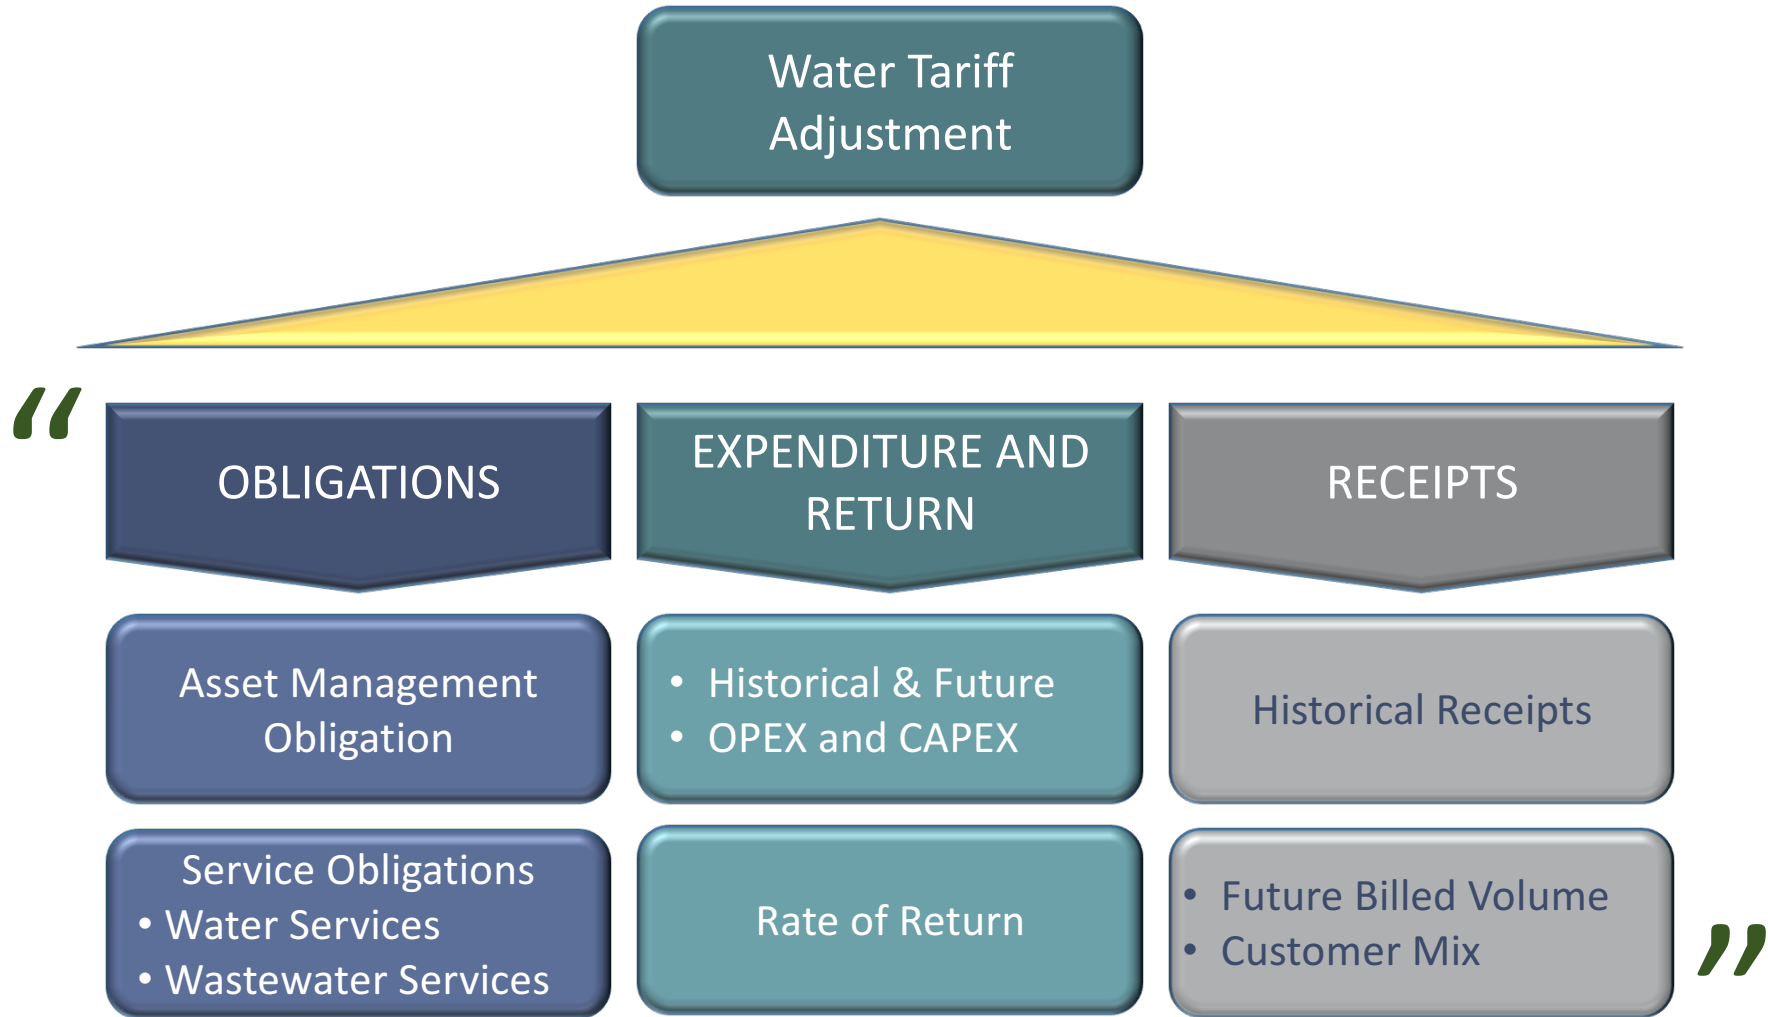 Water Tariff
Adjustment
“
OBLIGATIONS
EXPENDITURE AND
RETURN
RECEIPTS
Asset Management
Obligation
• Historical & Future
• OPEX and CAPEX
Historical Receipts
Service Obligations
• Water Services
• Wastewater Services
Rate of Return
• Future Billed Volume
• Customer Mix
”